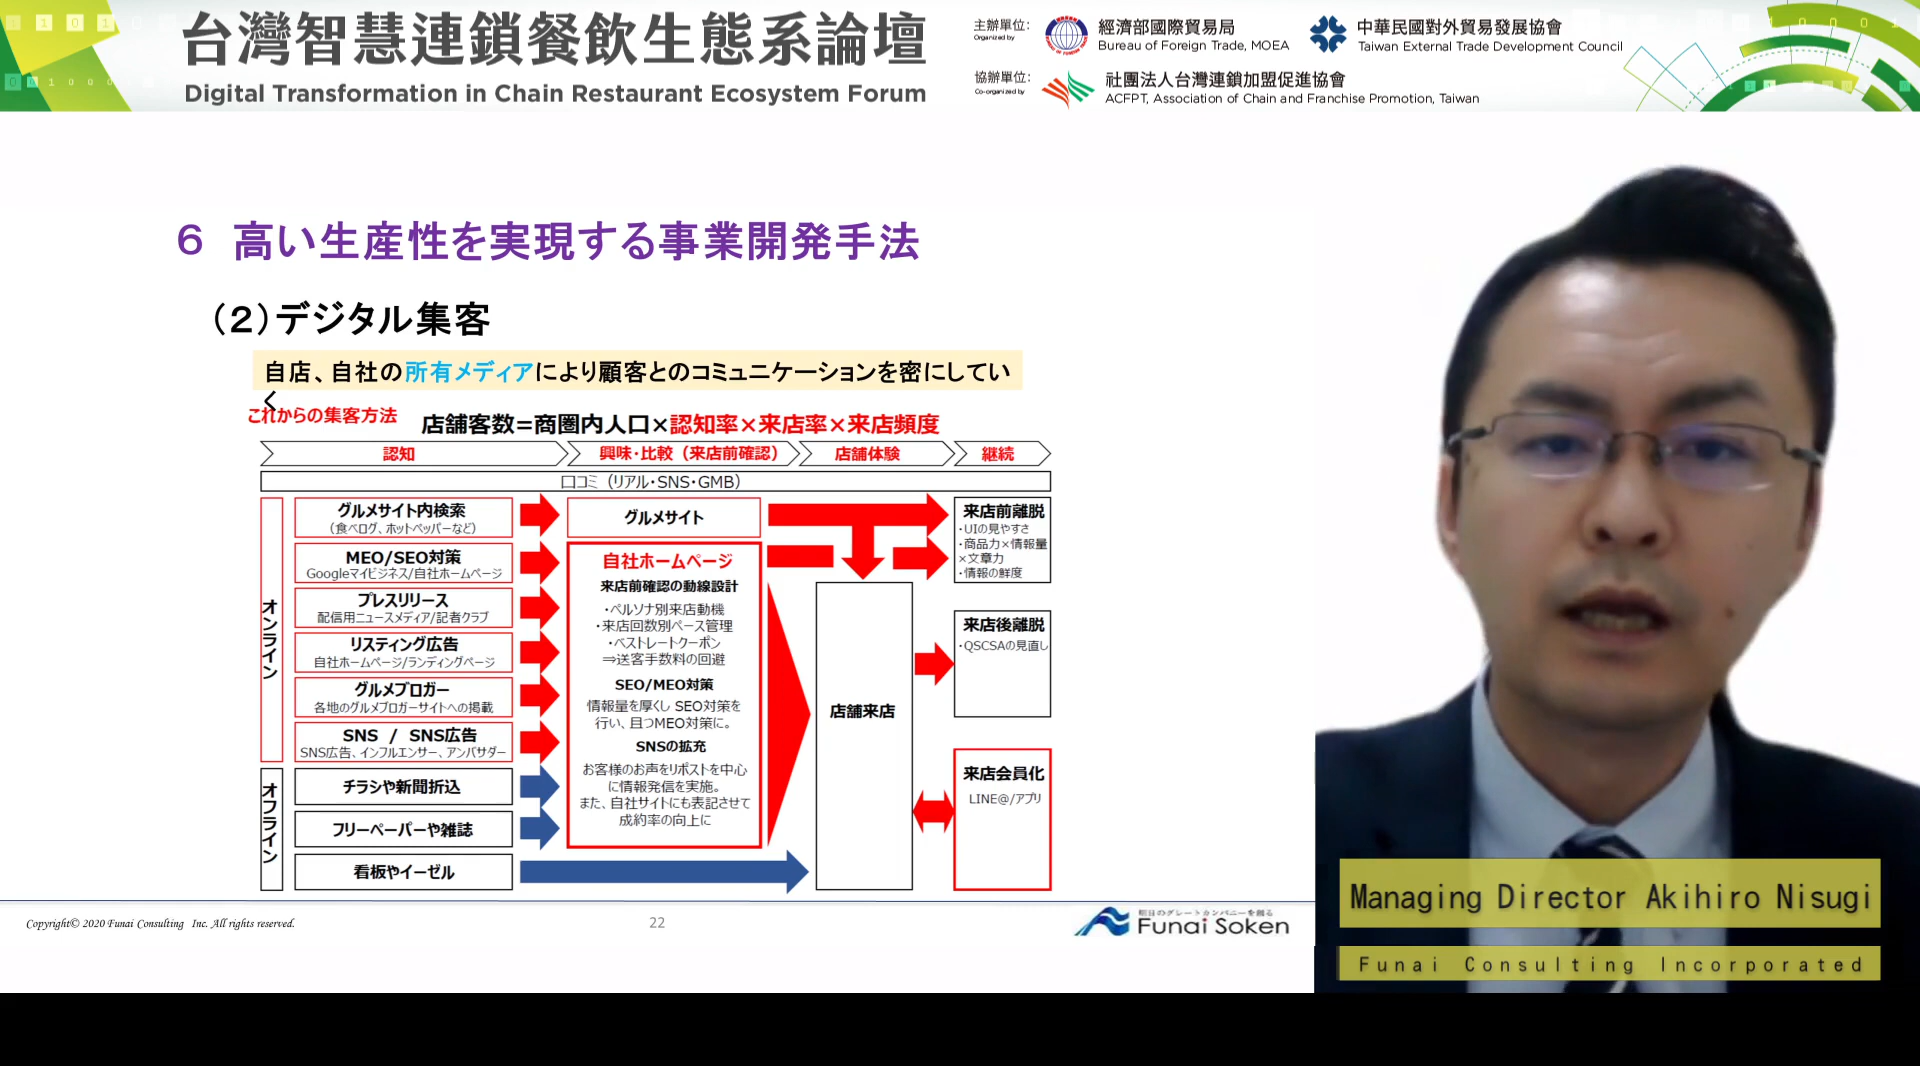 台灣智慧連鎖餐飲生態系論壇
Digital Transformation in Chain Restaurant Ecosystem Forum
主辦單位:
Organized by
經濟部國際貿易局
Bureau of Foreign Trade, MOEA
中華民國對外貿易發展協會
Taiwan External Trade Development Council
協辦單位:
Co-organized by
社團法人台灣連鎖加盟促進協會
ACFPT, Association of Chain and Franchise Promotion, Taiwan
6 高い生産性を実現する事業開発手法
(2)デジタル集客
自店、自社の所有メディアにより顧客とのコミュニケーションを密にしてい
く
これからの集客方法
店舗客数=商圏内人口×認知率×来店率×来店頻度
認知
興味・比較(来店前確認)
店舗体験
継続
口コミ(リアル・SNS・GMB)
オンライン
グルメサイト内検索
(食べログ、ホットペッパーなど)
MEO/SEO対策
Googleマイビジネス/自社ホームページ
プレスリリース
配信用ニュースメディア/記者クラブ
リスティング広告
自社ホームページ/ランディングページ
グルメブロガー
各地のグルメブロガーサイトへの掲載
SNS / SNS広告
SNS広告、インフルエンサー、アンバサダー
オフライン
チラシや新聞折込
フリーペーパーや雑誌
看板やイーゼル
グルメサイト
自社ホームページ
来店前確認の動線設計
・ペルソナ別来店動機
・来店回数別ベース管理
・ベストレートクーポン
⇒送客手数料の回避
SEO/MEO対策
情報量を厚くし SEO対策を
行い、且つMEO対策に。
SNSの拡充
お客様のお声をリポストを中心
に情報発信を実施。
また、自社サイトにも表記させて
成約率の向上に
店舗来店
来店前離脱
・UIの見やすさ
・商品力×情報量
×文章力
・情報の鮮度
来店後離脱
・QSCSAの見直し
来店会員化
LINE@/アプリ
Copyright© 2020 Funai Consulting Inc. All rights reserved.
22
明日のグレートカンパニーを創る
Funai Soken
Managing Director Akihiro Nisugi
Funai Consulting Incorporated